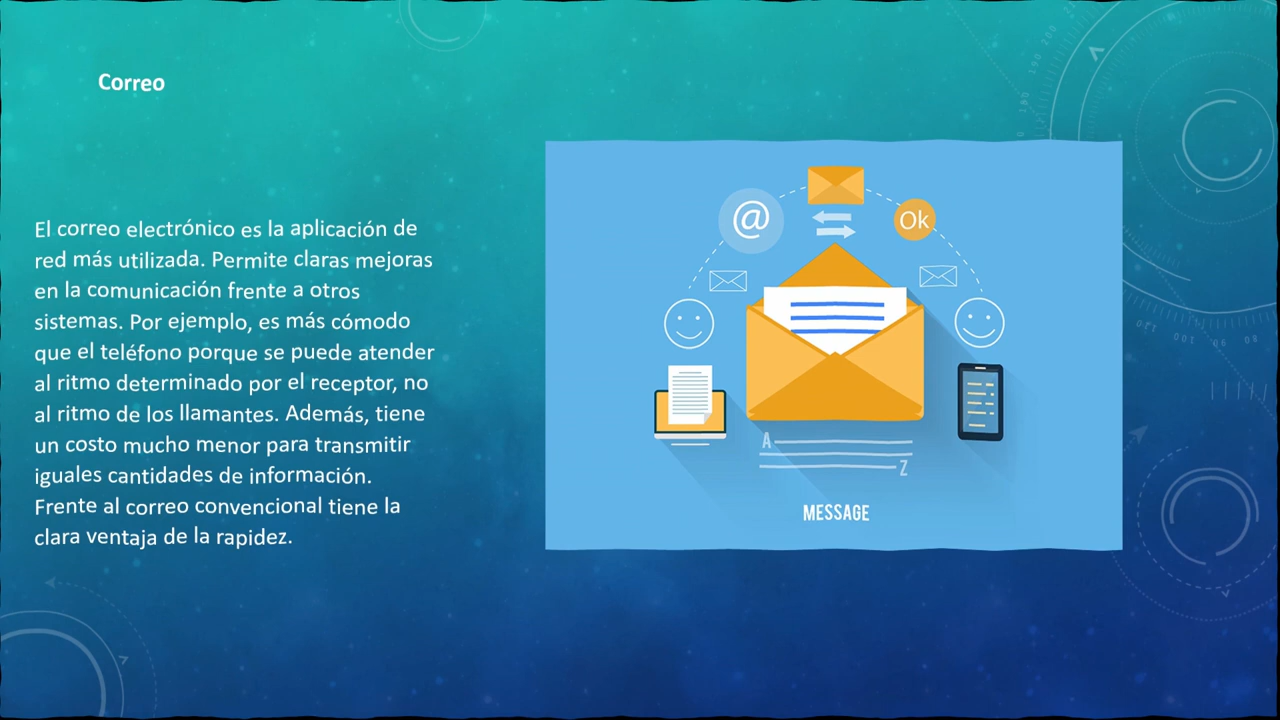 Correo
El correo electrónico es la aplicación de
red más utilizada. Permite claras mejoras
en la comunicación frente a otros
sistemas. Por ejemplo, es más cómodo
que el teléfono porque se puede atender
al ritmo determinado por el receptor, no
al ritmo de los llamantes. Además, tiene
un costo mucho menor para transmitir
iguales cantidades de información.
Frente al correo convencional tiene la
clara ventaja de la rapidez.
@
Ok
A
Z
MESSAGE